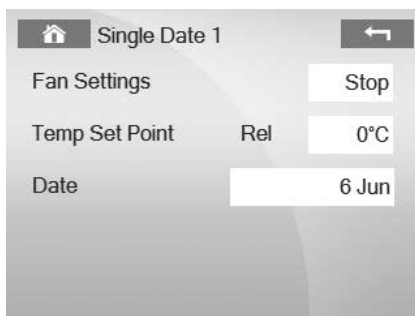 Single Date 1
Fan Settings Stop
Temp Set Point Rel 0°C
Date 6 Jun